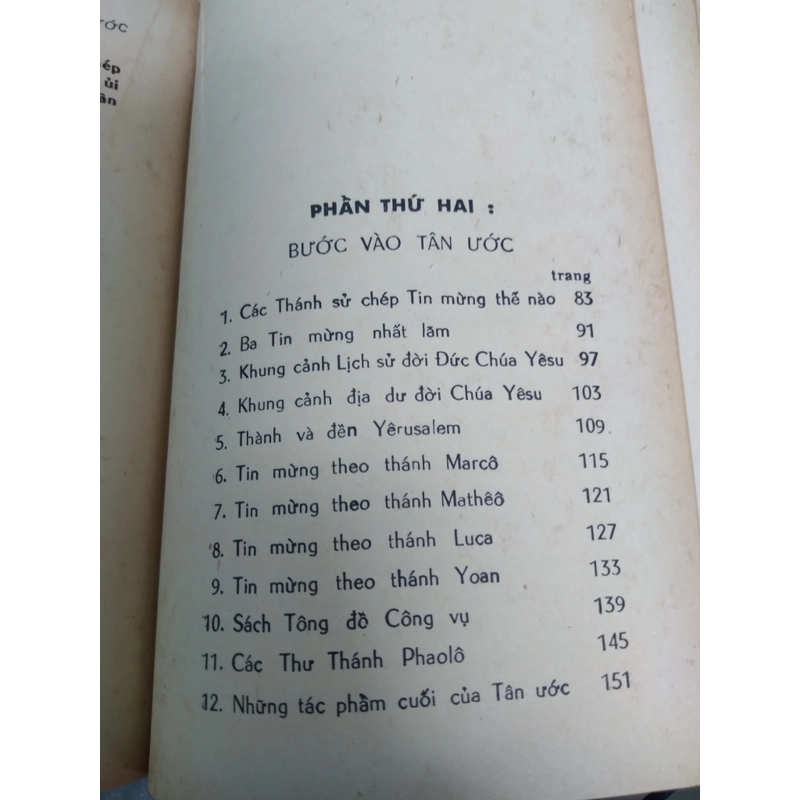 ƯỚC
ép
ủi
ân
PHẦN THỨ HAI :
BƯỚC VÀO TÂN ƯỚC
trang
1. Các Thánh sử chép Tin mừng thế nào 83
2. Ba Tin mừng nhất lãm 91
3. Khung cảnh Lịch sử đời Đức Chúa Yêsu 97
4. Khung cảnh địa dư đời Chúa Yêsu 103
5. Thành và đền Yêrusalem 109
6. Tin mừng theo thánh Marcô 115
7. Tin mừng theo thánh Mathêô 121
8. Tin mừng theo thánh Luca 127
9. Tin mừng theo thánh Yoan 133
10. Sách Tông đồ Công vụ 139
11. Các Thư Thánh Phaolô 145
12. Những tác phầm cuối của Tân ước 151